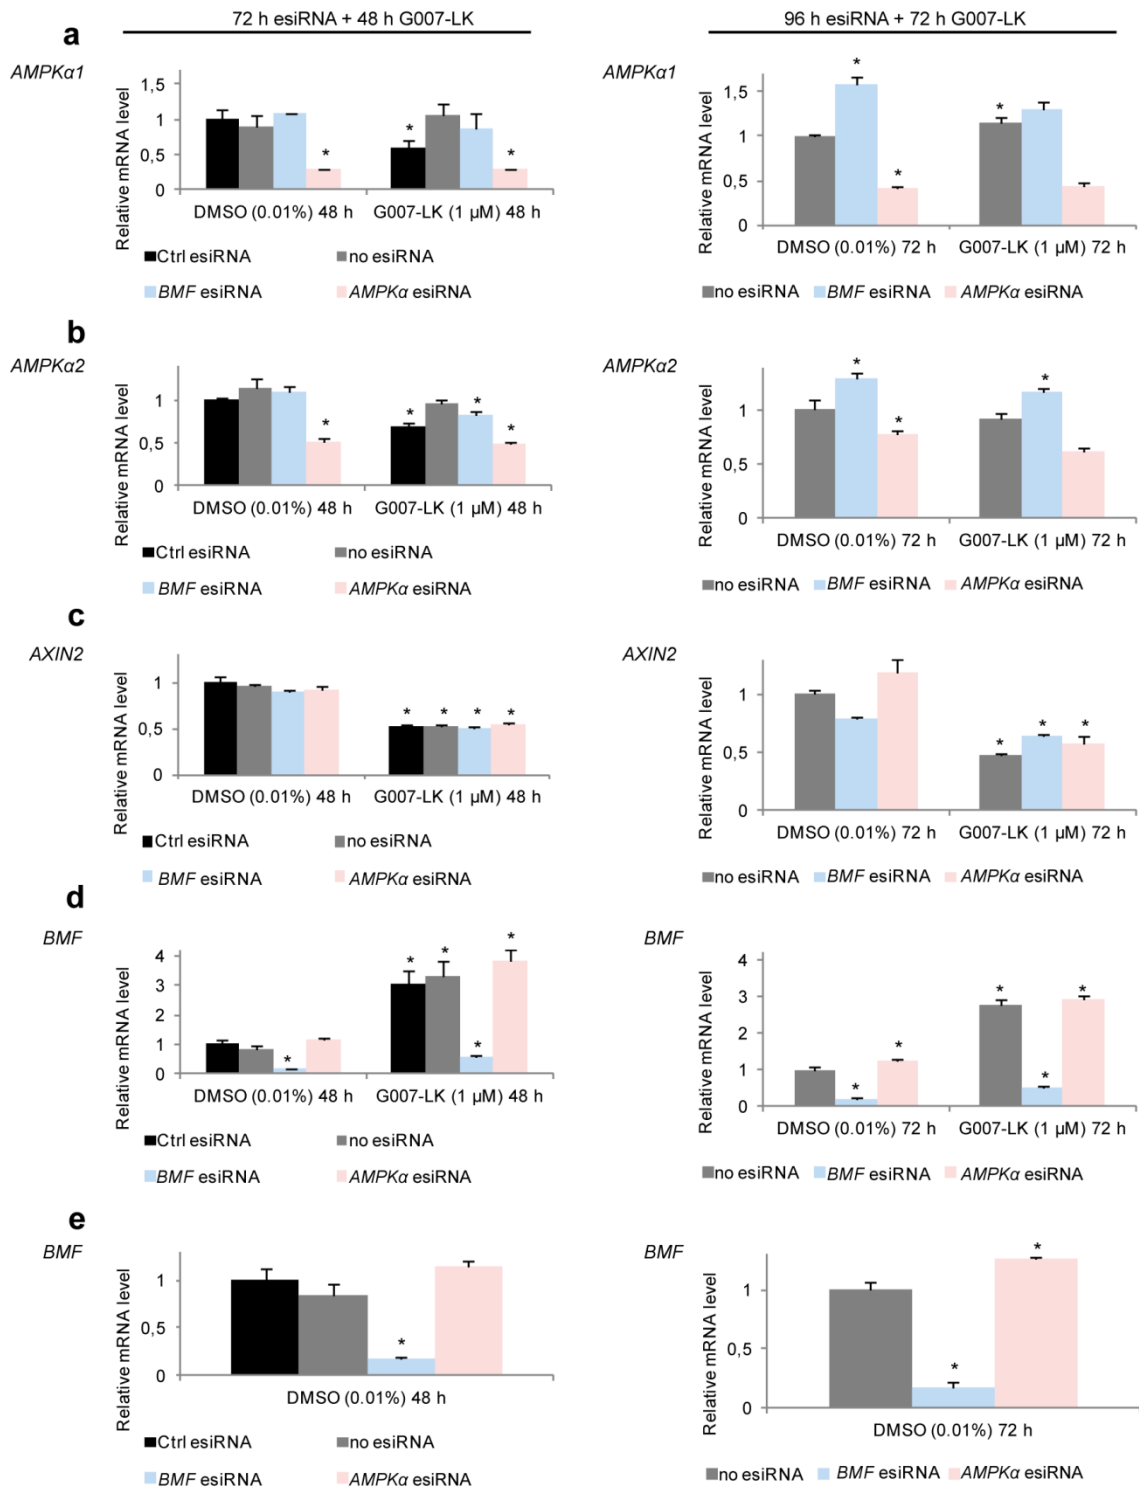 72 h esiRNA + 48 h G007-LK
96 h esiRNA + 72 h G007-LK
a
AMPKα1
Relative mRNA level
1,5
1
0,5
0
* * *
DMSO (0.01%) 48 h G007-LK (1 µM) 48 h
Ctrl esiRNA no esiRNA
BMF esiRNA AMPKα esiRNA
AMPKα1
Relative mRNA level
1,5
1
0,5
0
* * *
DMSO (0.01%) 72 h G007-LK (1 µM) 72 h
no esiRNA BMF esiRNA AMPKα esiRNA
b
AMPKα2
Relative mRNA level
1
0,5
0
* * * *
DMSO (0.01%) 48 h G007-LK (1 µM) 48 h
Ctrl esiRNA no esiRNA
BMF esiRNA AMPKα esiRNA
AMPKα2
Relative mRNA level
1
0,5
0
* * *
DMSO (0.01%) 72 h G007-LK (1 µM) 72 h
no esiRNA BMF esiRNA AMPKα esiRNA
c
AXIN2
Relative mRNA level
1
0,5
0
* * * *
DMSO (0.01%) 48 h G007-LK (1 µM) 48 h
Ctrl esiRNA no esiRNA
BMF esiRNA AMPKα esiRNA
AXIN2
Relative mRNA level
1
0,5
0
* * *
DMSO (0.01%) 72 h G007-LK (1 µM) 72 h
no esiRNA BMF esiRNA AMPKα esiRNA
d
BMF
Relative mRNA level
4
3
2
1
0
* * * * *
DMSO (0.01%) 48 h G007-LK (1 µM) 48 h
Ctrl esiRNA no esiRNA
BMF esiRNA AMPKα esiRNA
BMF
Relative mRNA level
4
3
2
1
0
* * * * *
DMSO (0.01%) 72 h G007-LK (1 µM) 72 h
no esiRNA BMF esiRNA AMPKα esiRNA
e
BMF
Relative mRNA level
1
0,5
0
*
DMSO (0.01%) 48 h
Ctrl esiRNA no esiRNA
BMF esiRNA AMPKα esiRNA
BMF
Relative mRNA level
1
0,5
0
* *
DMSO (0.01%) 72 h
no esiRNA BMF esiRNA AMPKα esiRNA